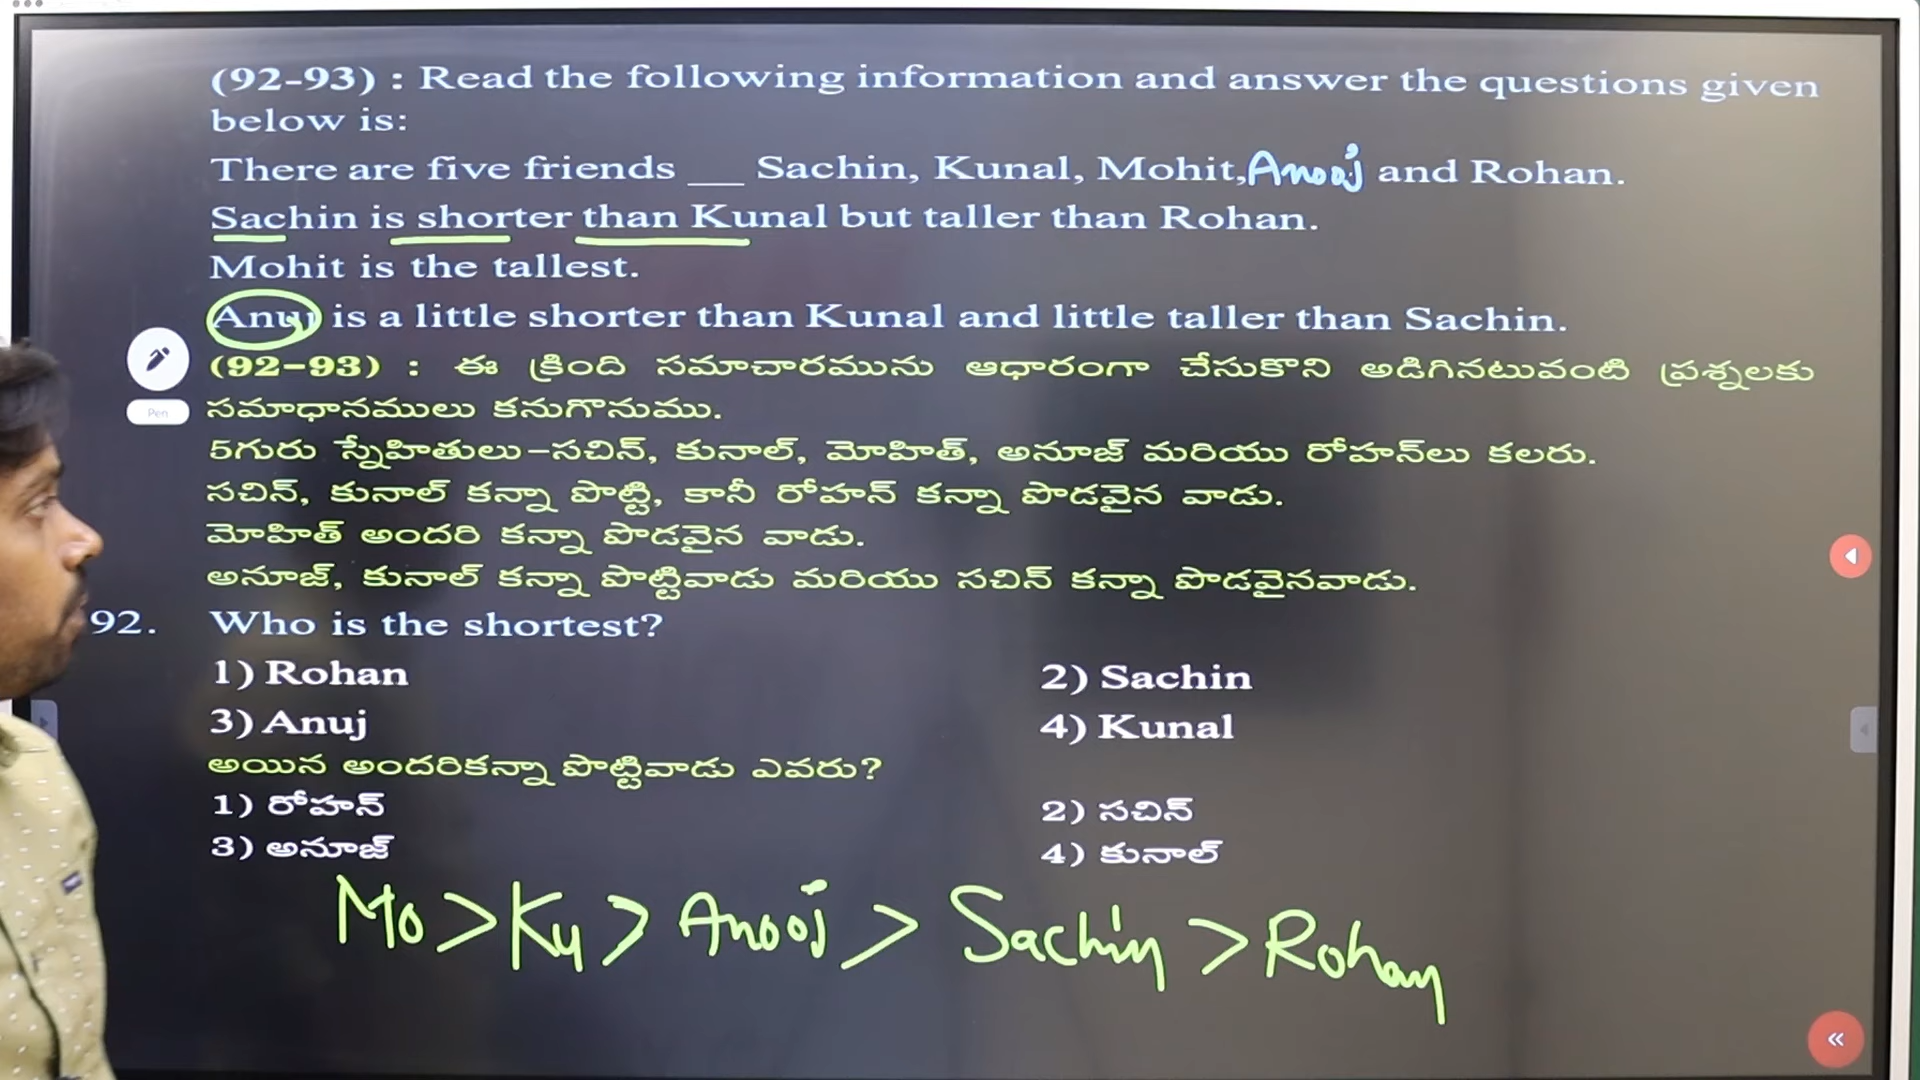 (92-93) : Read the following information and answer the questions given
below is:
There are five friends __ Sachin, Kunal, Mohit, Anooj and Rohan.
Sachin is shorter than Kunal but taller than Rohan.
Mohit is the tallest.
Anuj is a little shorter than Kunal and little taller than Sachin.
(92-93) : ఈ క్రింది సమాచారమును ఆధారంగా చేసుకొని అడిగినటువంటి ప్రశ్నలకు
Pen
సమాధానములు కనుగొనుము.
5గురు స్నేహితులు-సచిన్, కునాల్, మోహిత్, అనూజ్ మరియు రోహన్‌లు కలరు.
సచిన్, కునాల్ కన్నా పొట్టి, కానీ రోహన్ కన్నా పొడవైన వాడు.
మోహిత్ అందరి కన్నా పొడవైన వాడు.
అనూజ్, కునాల్ కన్నా పొట్టివాడు మరియు సచిన్ కన్నా పొడవైనవాడు.
92. Who is the shortest?
1) Rohan 2) Sachin
3) Anuj 4) Kunal
అయిన అందరికన్నా పొట్టివాడు ఎవరు?
1) రోహన్ 2) సచిన్
3) అనూజ్ 4) కునాల్
Mo > Ku > Anooj > Sachin > Rohan